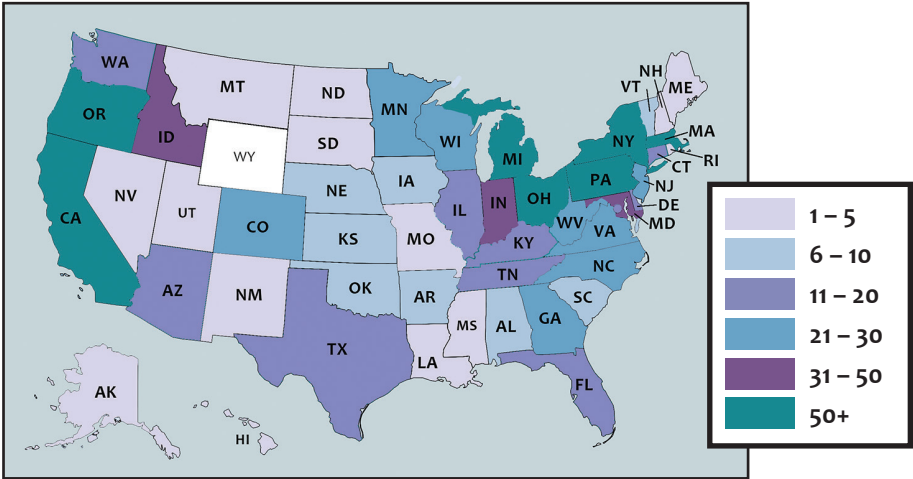 WA
MT
ND
MN
VT
NH
ME
OR
ID
WY
SD
WI
MI
NY
MA
CT
RI
NV
UT
CO
NE
IA
IL
IN
OH
PA
NJ
DE
MD
CA
KS
MO
KY
WV
VA
AZ
NM
OK
AR
TN
NC
SC
TX
LA
MS
AL
GA
FL
AK
HI
1 – 5
6 – 10
11 – 20
21 – 30
31 – 50
50+